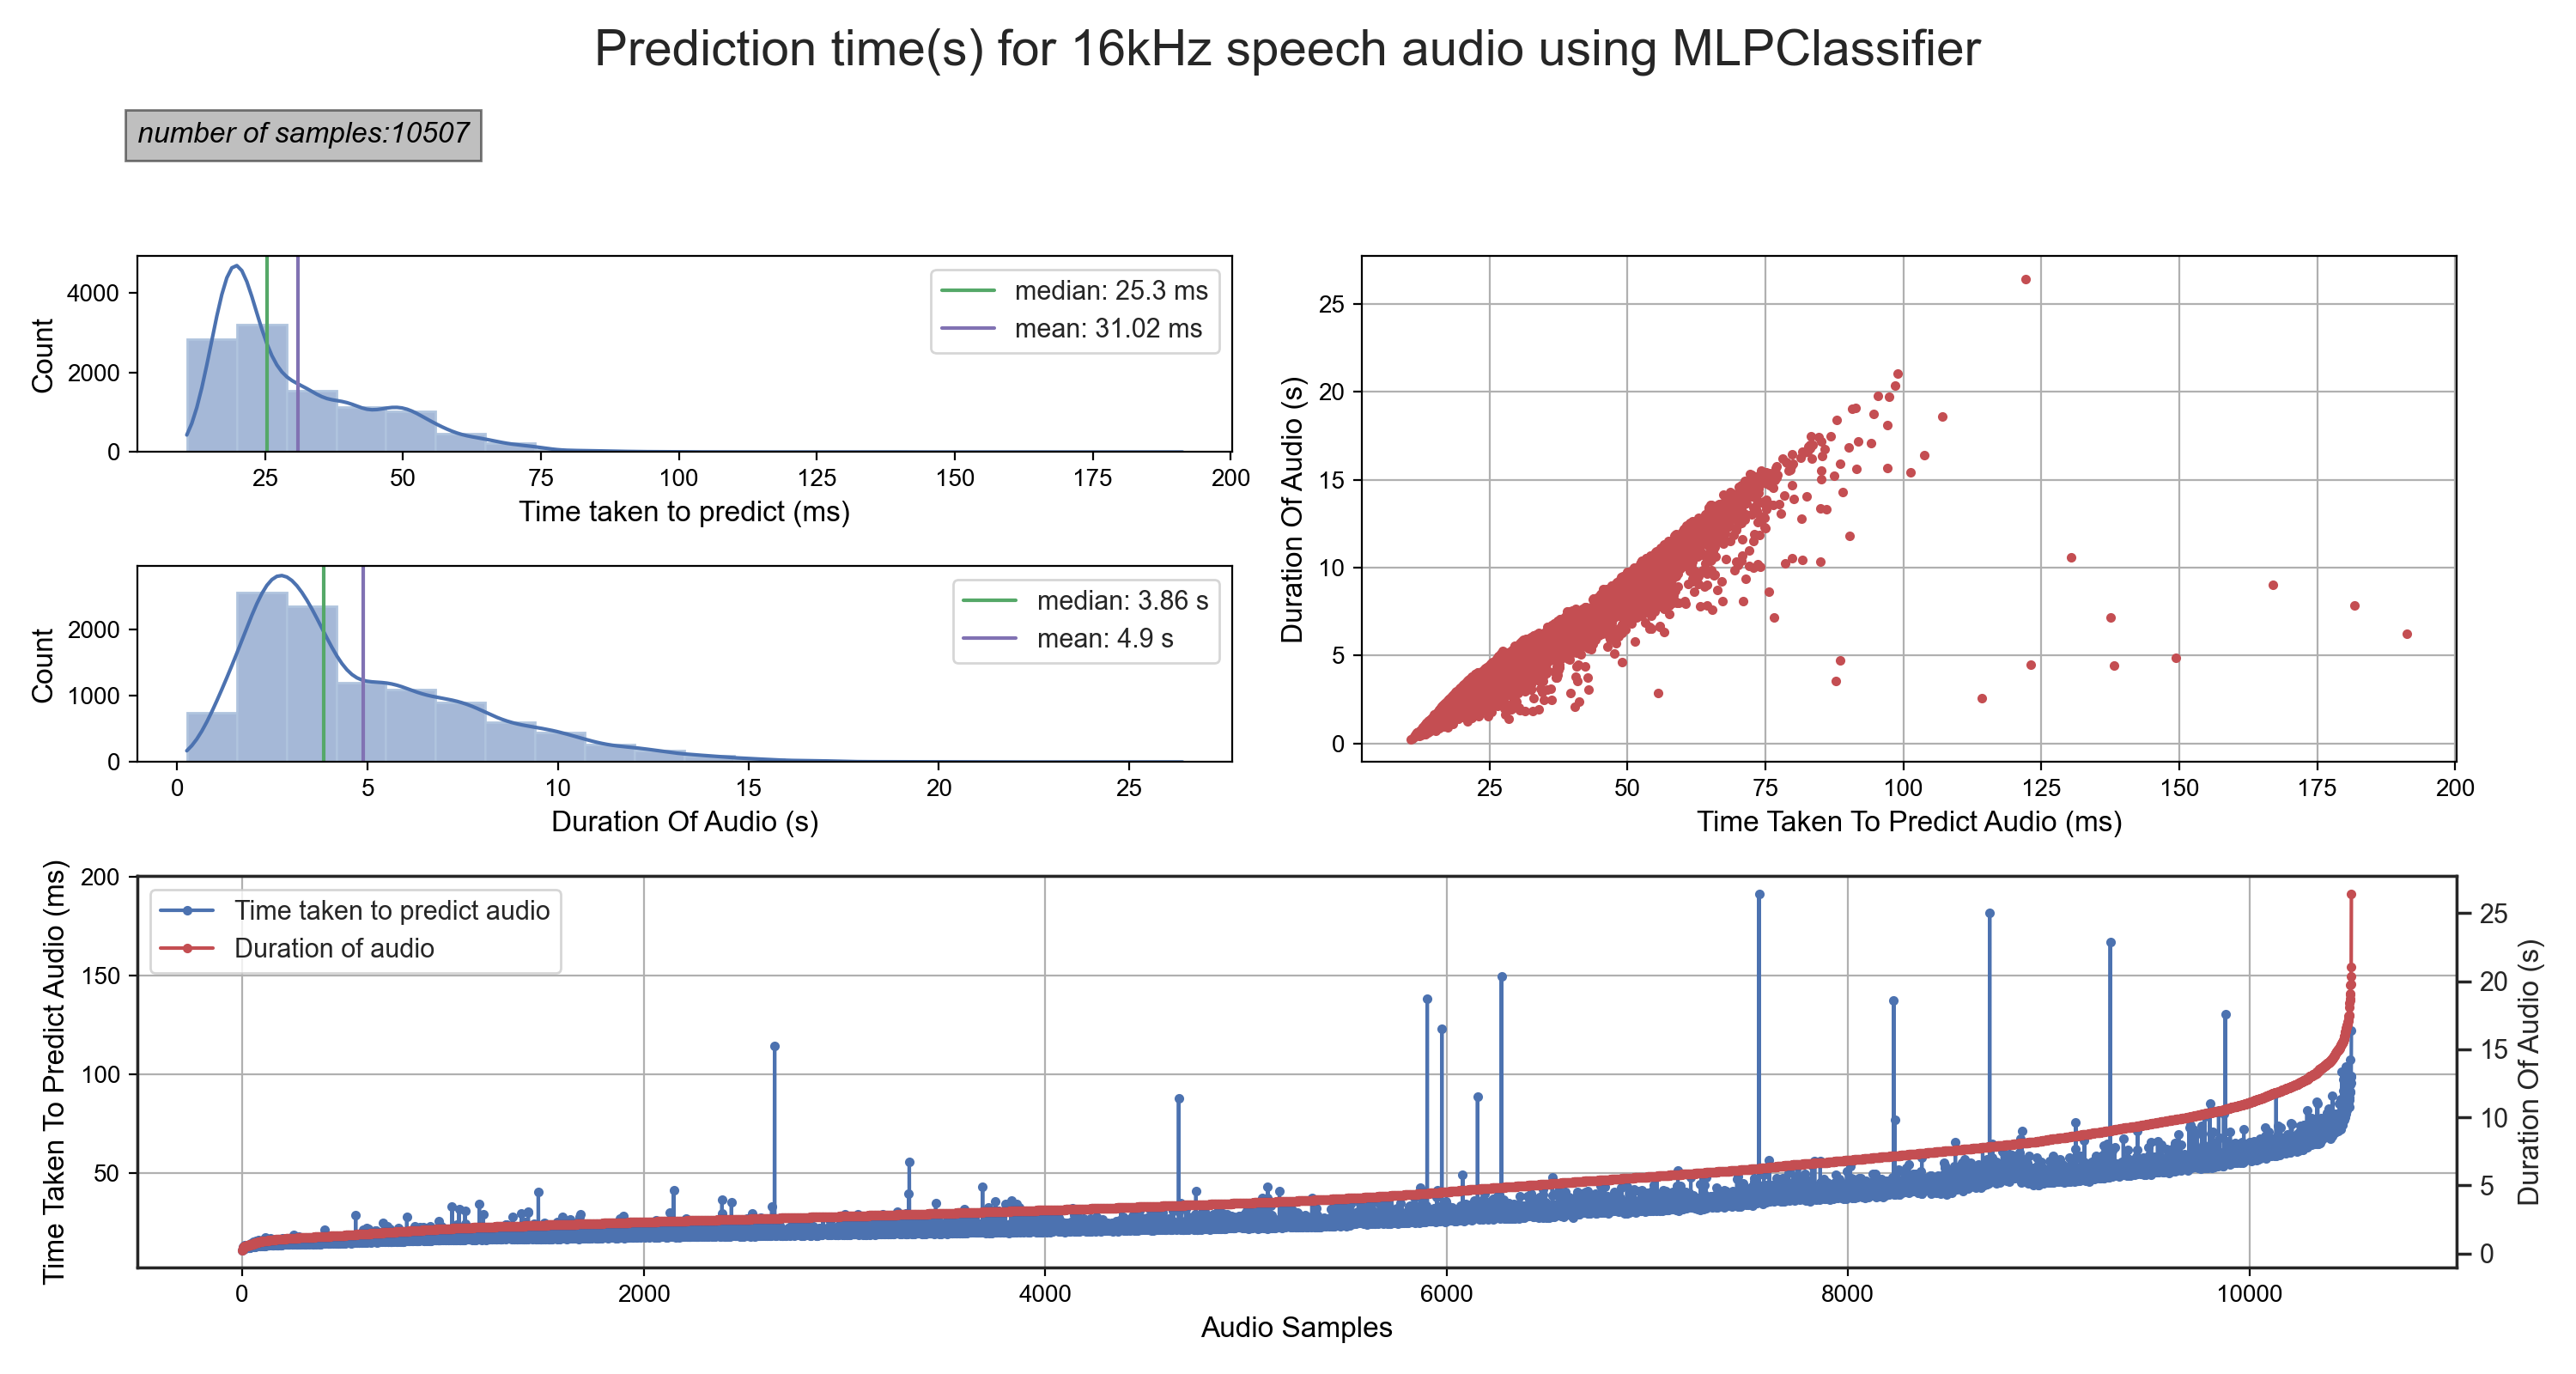 Prediction time(s) for 16kHz speech audio using MLPClassifier
number of samples:10507
Count
4000
2000
0
median: 25.3 ms
mean: 31.02 ms
25 50 75 100 125 150 175 200
Time taken to predict (ms)
Count
2000
1000
0
median: 3.86 s
mean: 4.9 s
0 5 10 15 20 25
Duration Of Audio (s)
Duration Of Audio (s)
25
20
15
10
5
0
25 50 75 100 125 150 175 200
Time Taken To Predict Audio (ms)
Time Taken To Predict Audio (ms)
200
150
100
50
Time taken to predict audio
Duration of audio
25
20
15
10
5
0
Duration Of Audio (s)
0 2000 4000 6000 8000 10000
Audio Samples